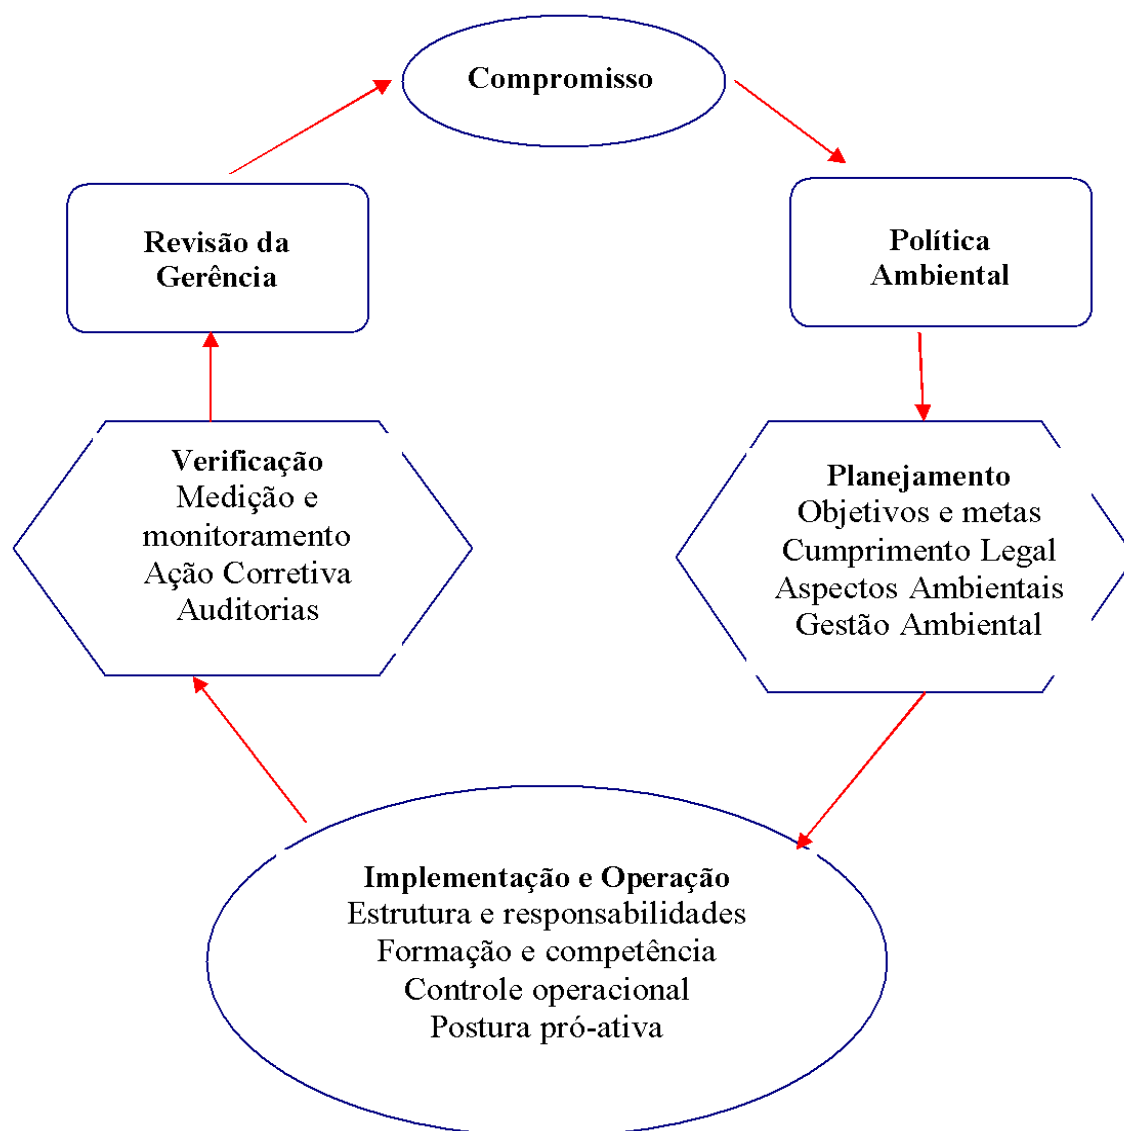 Compromisso
Política
Ambiental
Planejamento
Objetivos e metas
Cumprimento Legal
Aspectos Ambientais
Gestão Ambiental
Implementação e Operação
Estrutura e responsabilidades
Formação e competência
Controle operacional
Postura pró-ativa
Verificação
Medição e
monitoramento
Ação Corretiva
Auditorias
Revisão da
Gerência